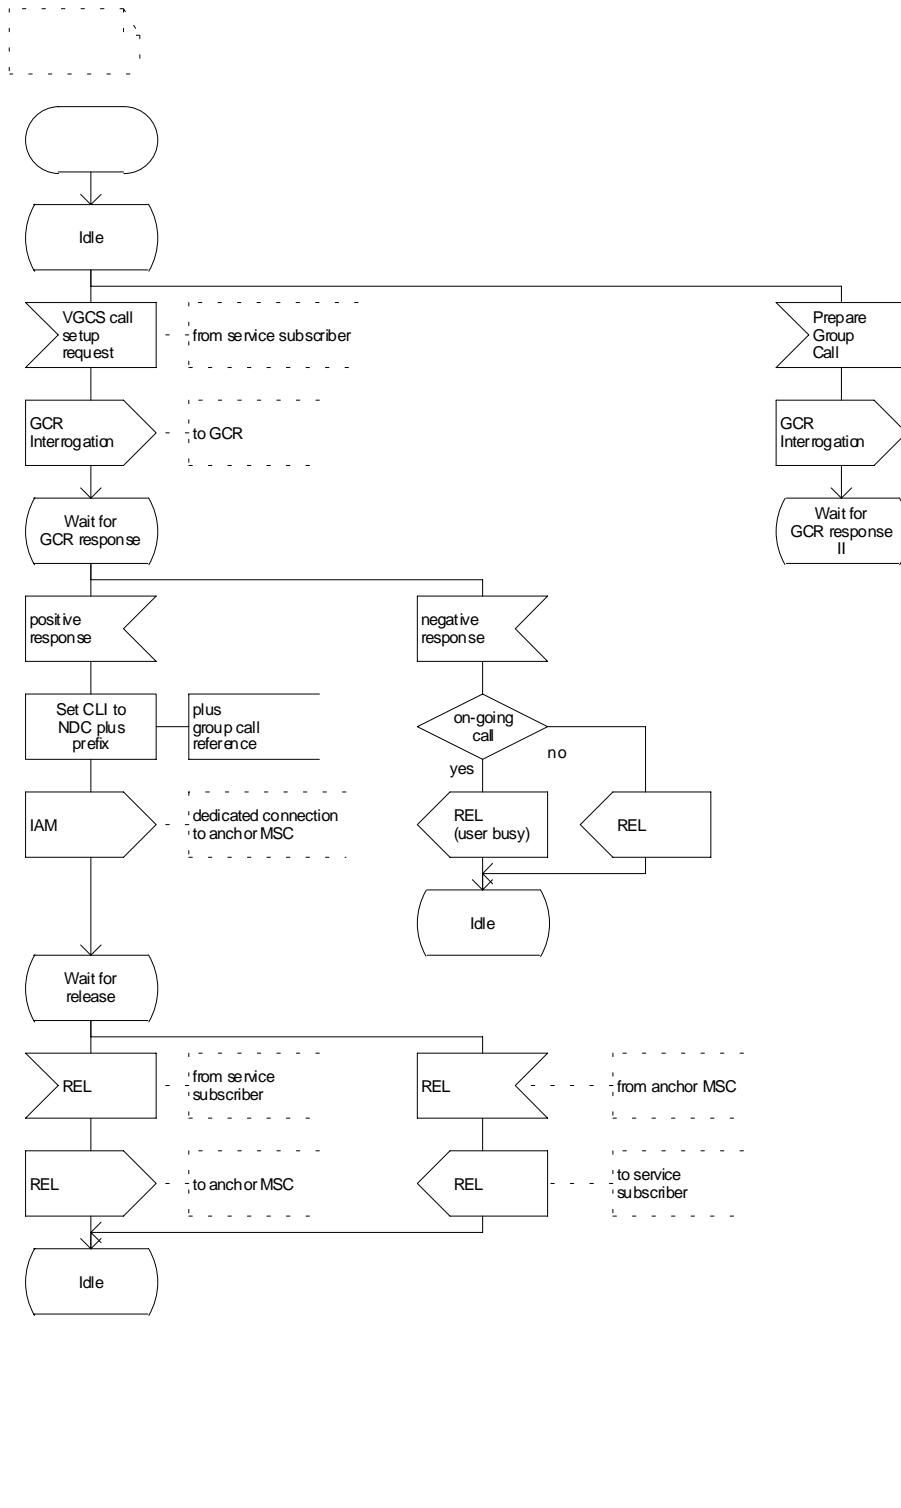 Idle
VGCS call
setup
request
from service subscriber
Prepare
Group
Call
GCR
Interrogation
to GCR
GCR
Interrogation
Wait for
GCR response
Wait for
GCR response
II
positive
response
negative
response
Set CLI to
NDC plus
prefix
plus
group call
reference
on-going
call
no
yes
IAM
dedicated connection
to anchor MSC
REL
(user busy)
REL
Idle
Wait for
release
REL
from service
subscriber
REL
from anchor MSC
REL
to anchor MSC
REL
to service
subscriber
Idle